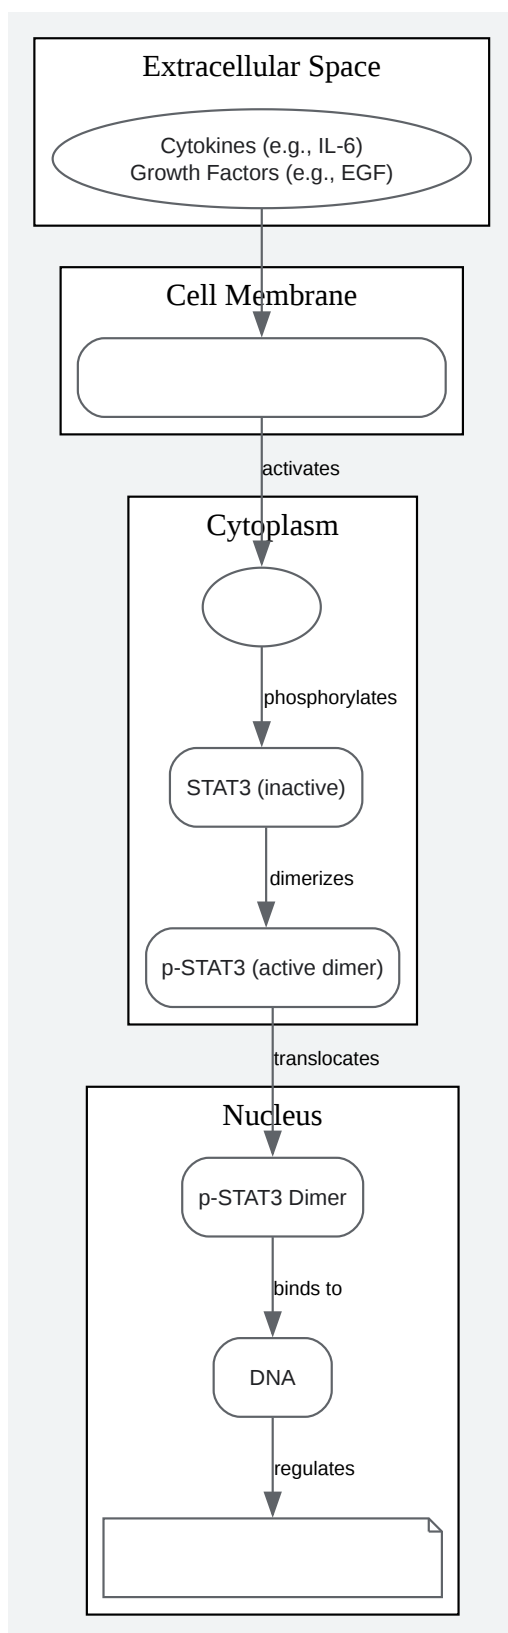 Extracellular Space
Cytokines (e.g., IL-6)
Growth Factors (e.g., EGF)
Cell Membrane
activates
Cytoplasm
phosphorylates
STAT3 (inactive)
dimerizes
p-STAT3 (active dimer)
translocates
Nucleus
p-STAT3 Dimer
binds to
DNA
regulates